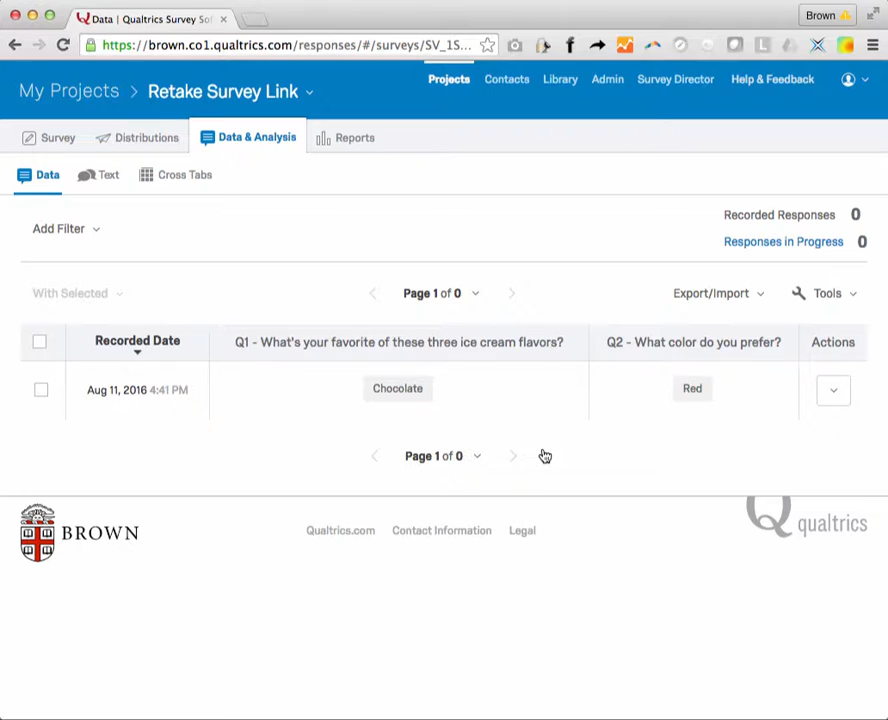 Data | Qualtrics Survey Sol
Brown
https://brown.co1.qualtrics.com/responses/#/surveys/SV_1S...
My Projects > Retake Survey Link
Projects Contacts Library Admin Survey Director Help & Feedback
Survey Distributions Data & Analysis Reports
Data Text Cross Tabs
Add Filter
Recorded Responses 0
Responses in Progress 0
With Selected Page 1 of 0 Export/Import Tools
Recorded Date Q1 - What's your favorite of these three ice cream flavors? Q2 - What color do you prefer? Actions
Aug 11, 2016 4:41 PM Chocolate Red
Page 1 of 0
BROWN Qualtrics.com Contact Information Legal qualtrics